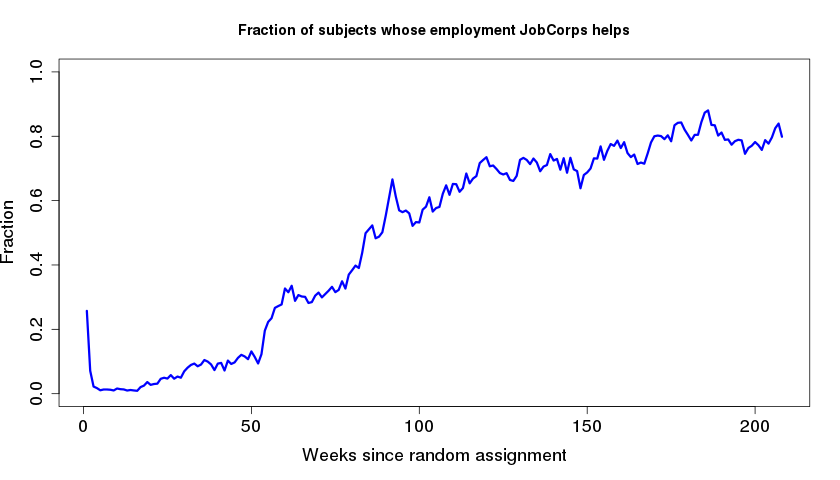 Fraction of subjects whose employment JobCorps helps
Fraction
1.0
0.8
0.6
0.4
0.2
0.0
0 50 100 150 200
Weeks since random assignment